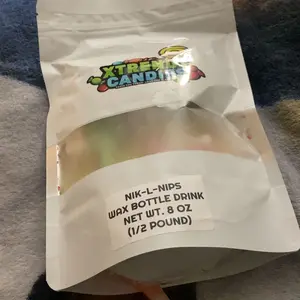 XTREME
CANDIES
NIK-L-NIPS
WAX BOTTLE DRINK
NET WT. 8 OZ
(1/2 POUND)